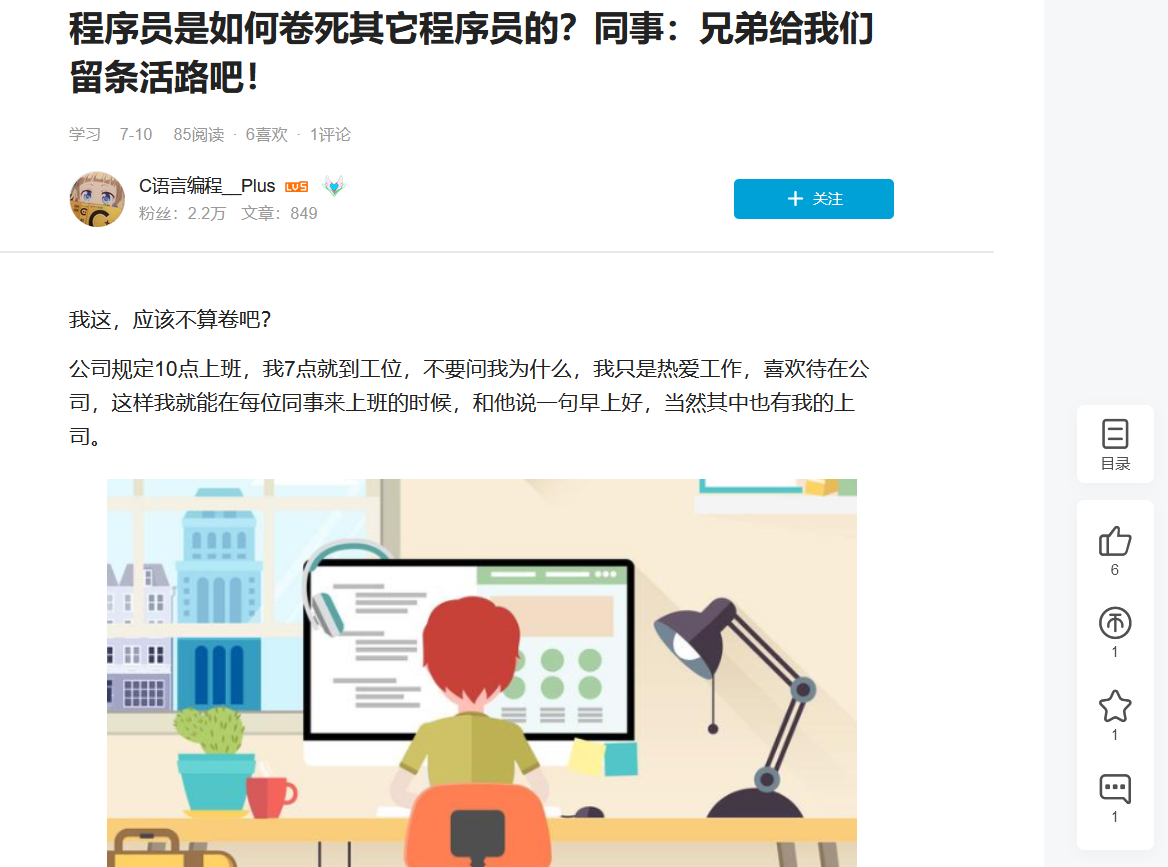 程序员是如何卷死其它程序员的？同事：兄弟给我们
留条活路吧！
学习 7-10 85阅读 · 6喜欢 · 1评论
C语言编程__Plus LV5
粉丝：2.2万 文章：849
关注
我这，应该不算卷吧？
公司规定10点上班，我7点就到工位，不要问我为什么，我只是热爱工作，喜欢待在公
司，这样我就能在每位同事来上班的时候，和他说一句早上好，当然其中也有我的上
司。
目录
6
1
1
1